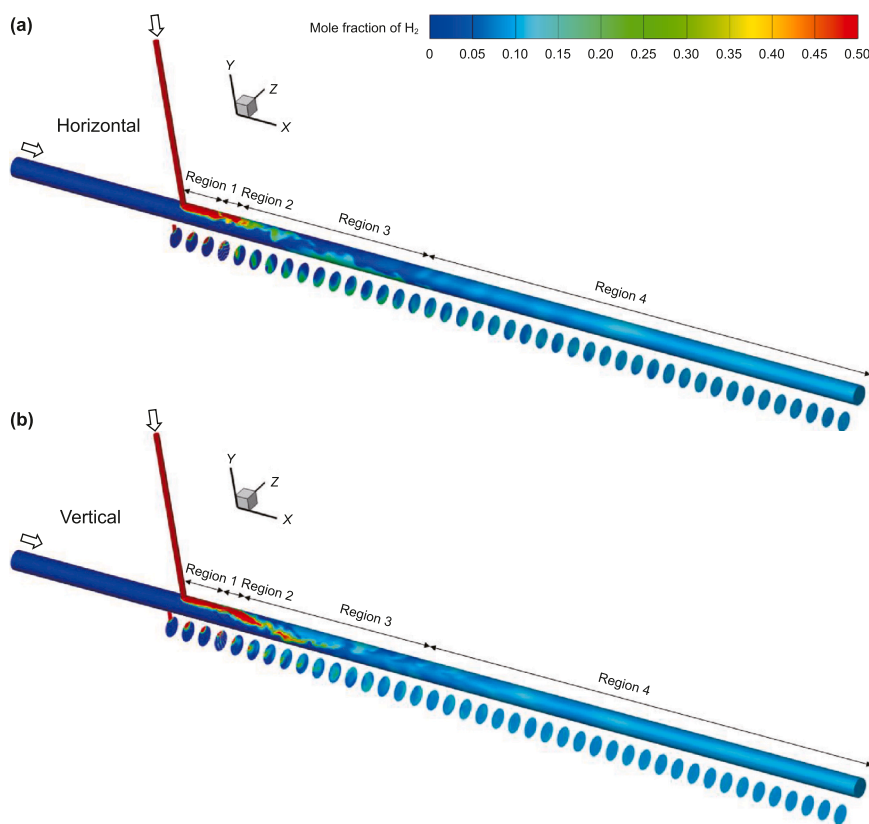 (a)
Mole fraction of H₂
0 0.05 0.10 0.15 0.20 0.25 0.30 0.35 0.40 0.45 0.50
Y
Z
X
Horizontal
Region 1
Region 2
Region 3
Region 4
(b)
Y
Z
X
Vertical
Region 1
Region 2
Region 3
Region 4